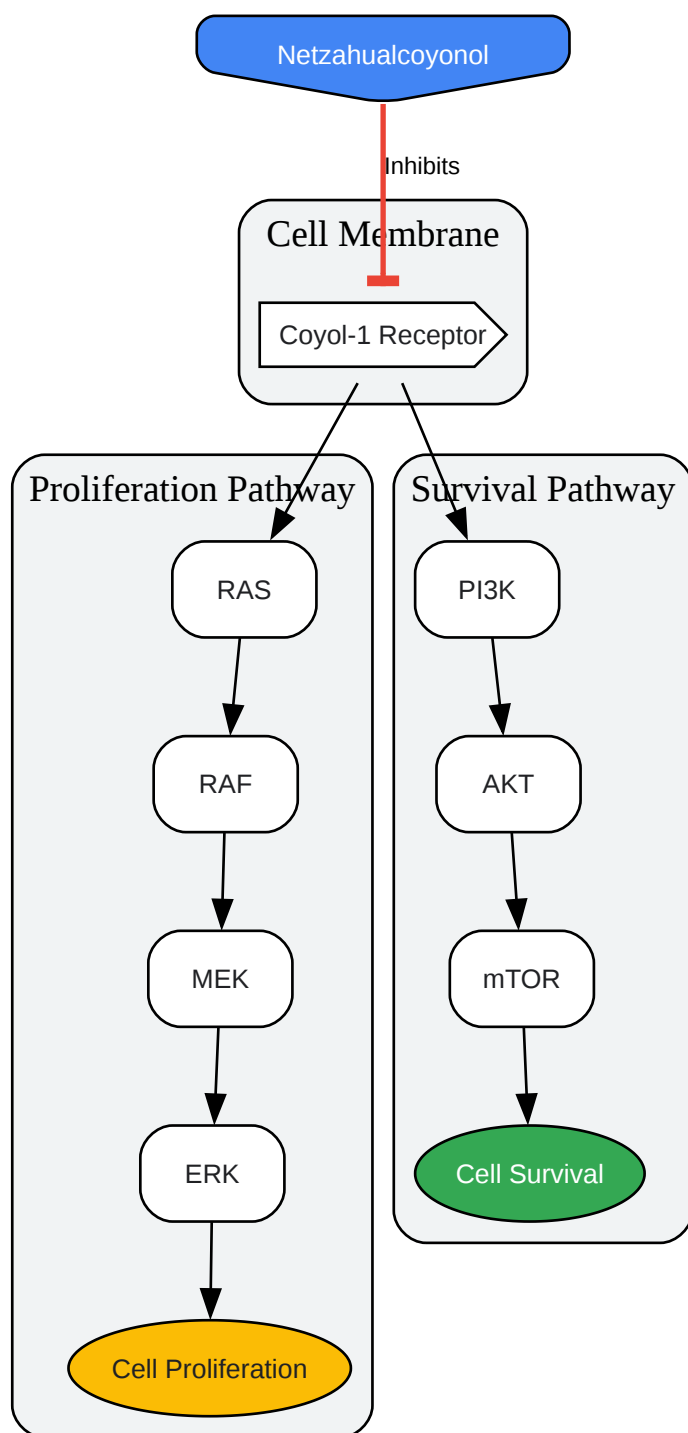 Netzahualcoyonol
Inhibits
Cell Membrane
Coyol-1 Receptor
Proliferation Pathway
Survival Pathway
RAS
PI3K
RAF
AKT
MEK
mTOR
ERK
Cell Survival
Cell Proliferation